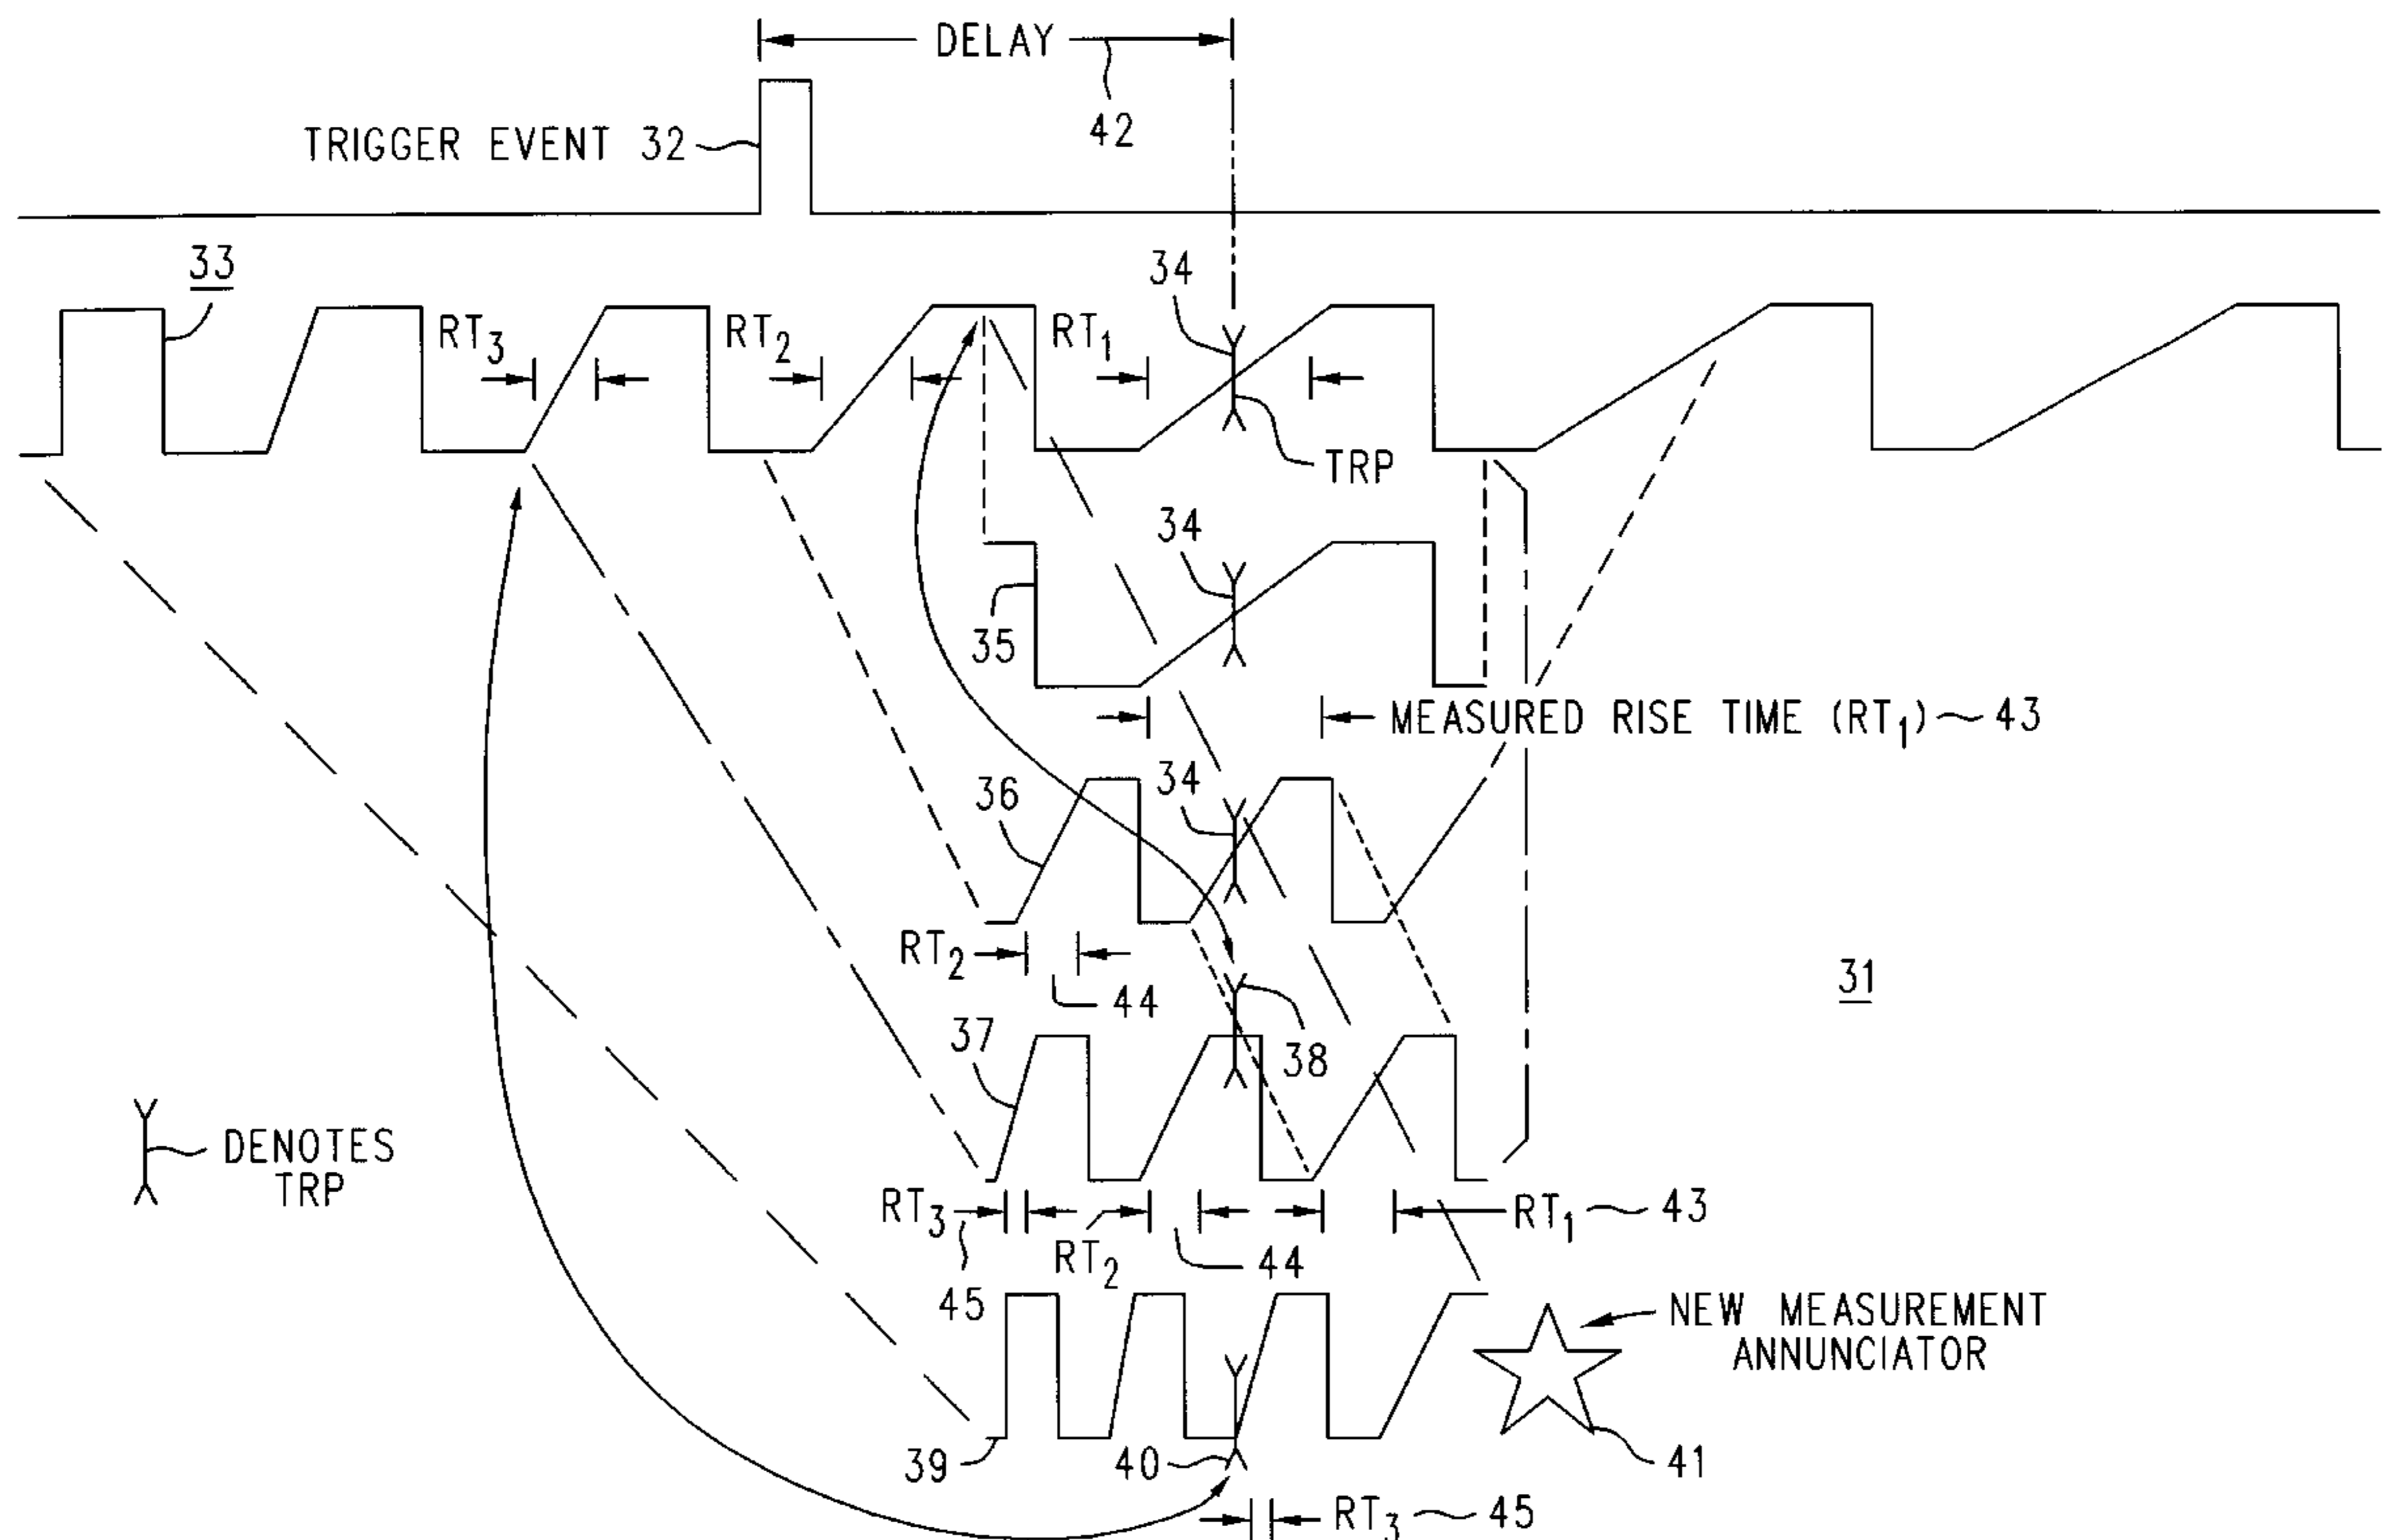 DELAY
42
TRIGGER EVENT 32
33
34
RT3
RT2
RT1
TRP
34
35
MEASURED RISE TIME (RT1) 43
34
36
RT2
44
31
37
38
DENOTES
TRP
RT3
RT2
44
RT1 43
45
NEW MEASUREMENT
ANNUNCIATOR
39
40
41
RT3 45